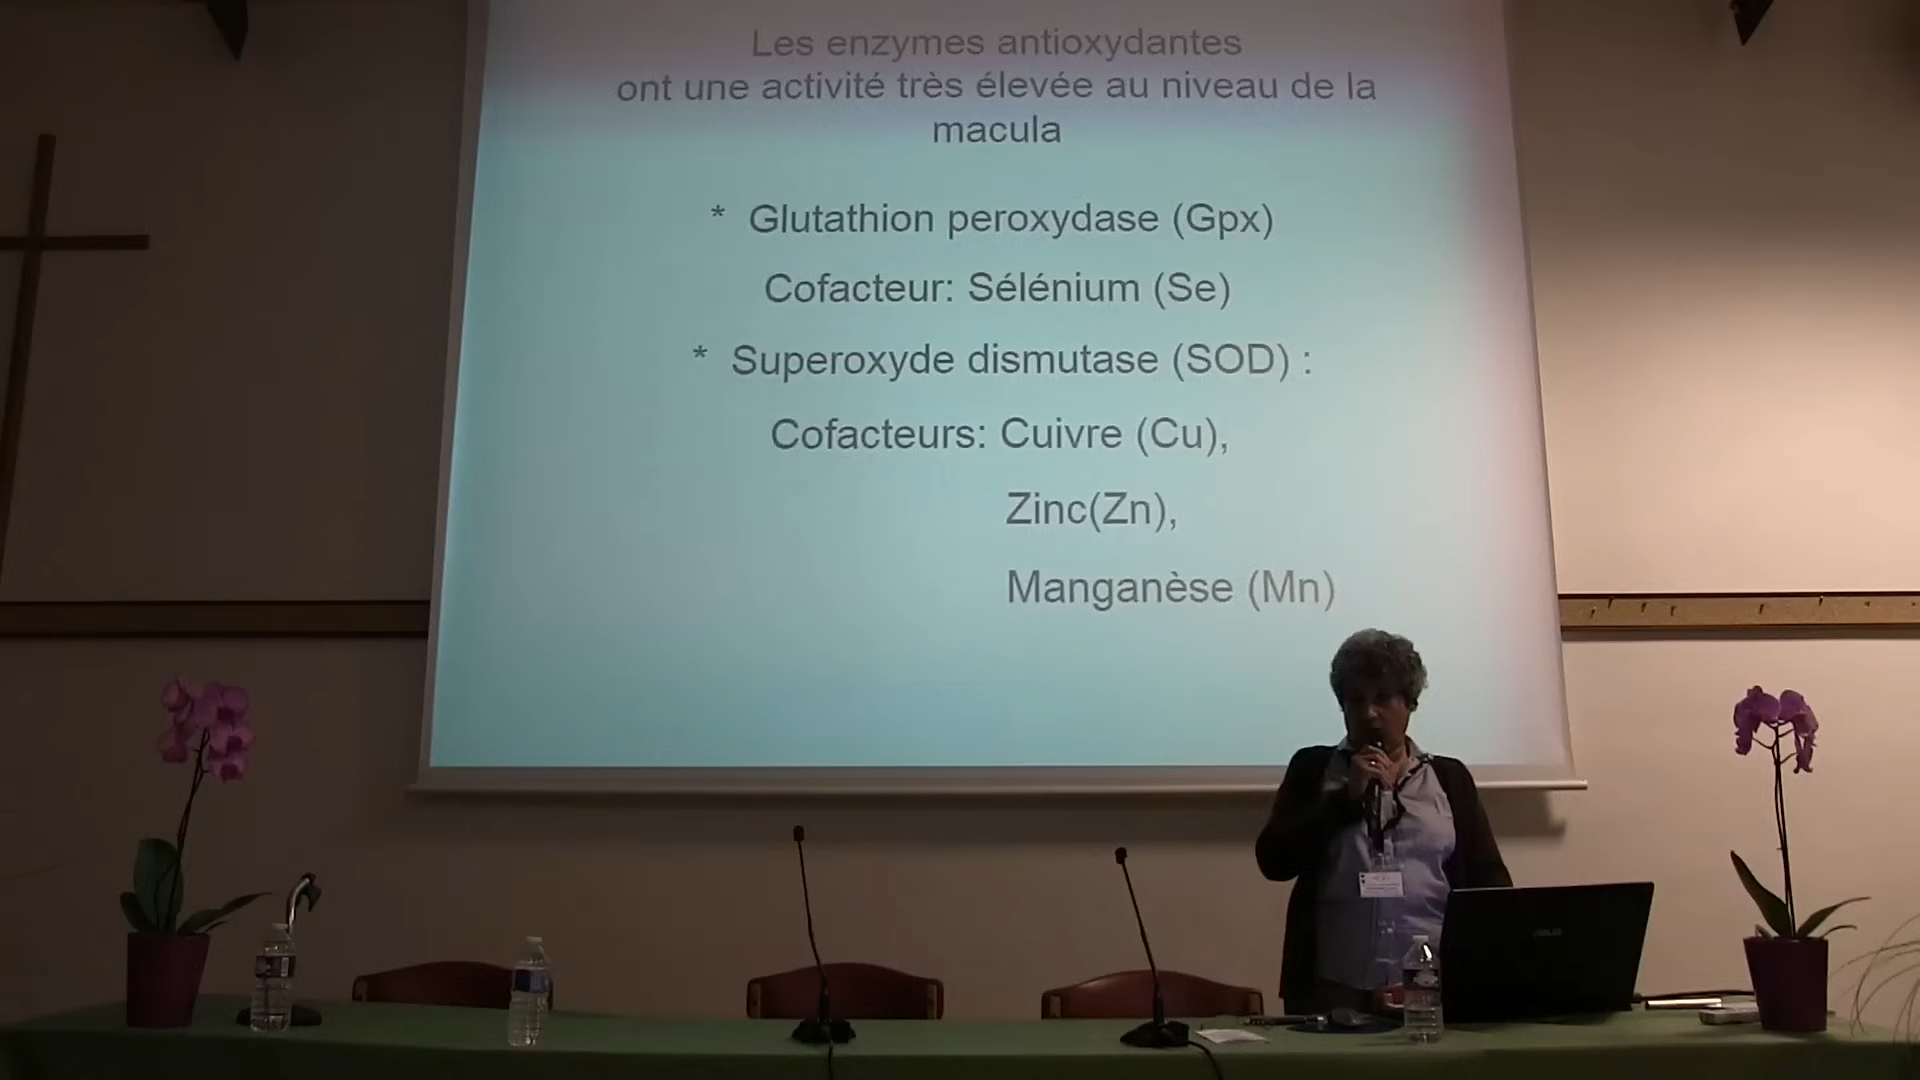 Les enzymes antioxydantes
ont une activité très élevée au niveau de la
macula
* Glutathion peroxydase (Gpx)
Cofacteur: Sélénium (Se)
* Superoxyde dismutase (SOD) :
Cofacteurs: Cuivre (Cu),
Zinc(Zn),
Manganèse (Mn)
ASUS